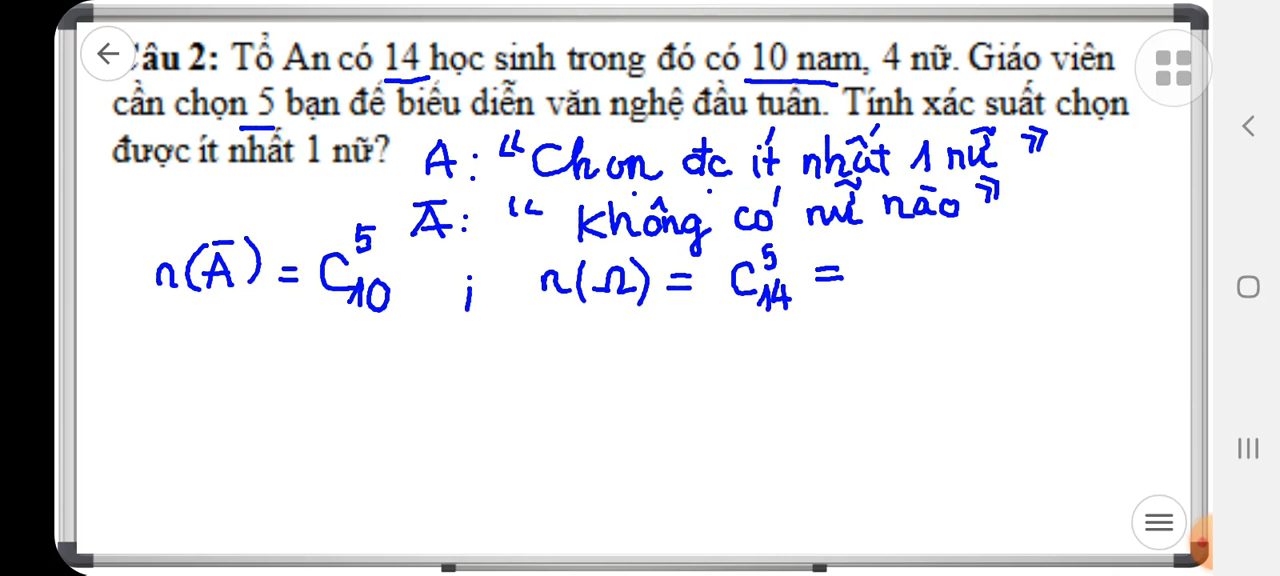 âu 2: Tổ An có 14 học sinh trong đó có 10 nam, 4 nữ. Giáo viên
cần chọn 5 bạn để biểu diễn văn nghệ đầu tuần. Tính xác suất chọn
được ít nhất 1 nữ?
A: "Chọn đc ít nhất 1 nữ"
Ā: "Không có nữ nào"
n(Ā) = C⁵₁₀ ; n(Ω) = C⁵₁₄ =